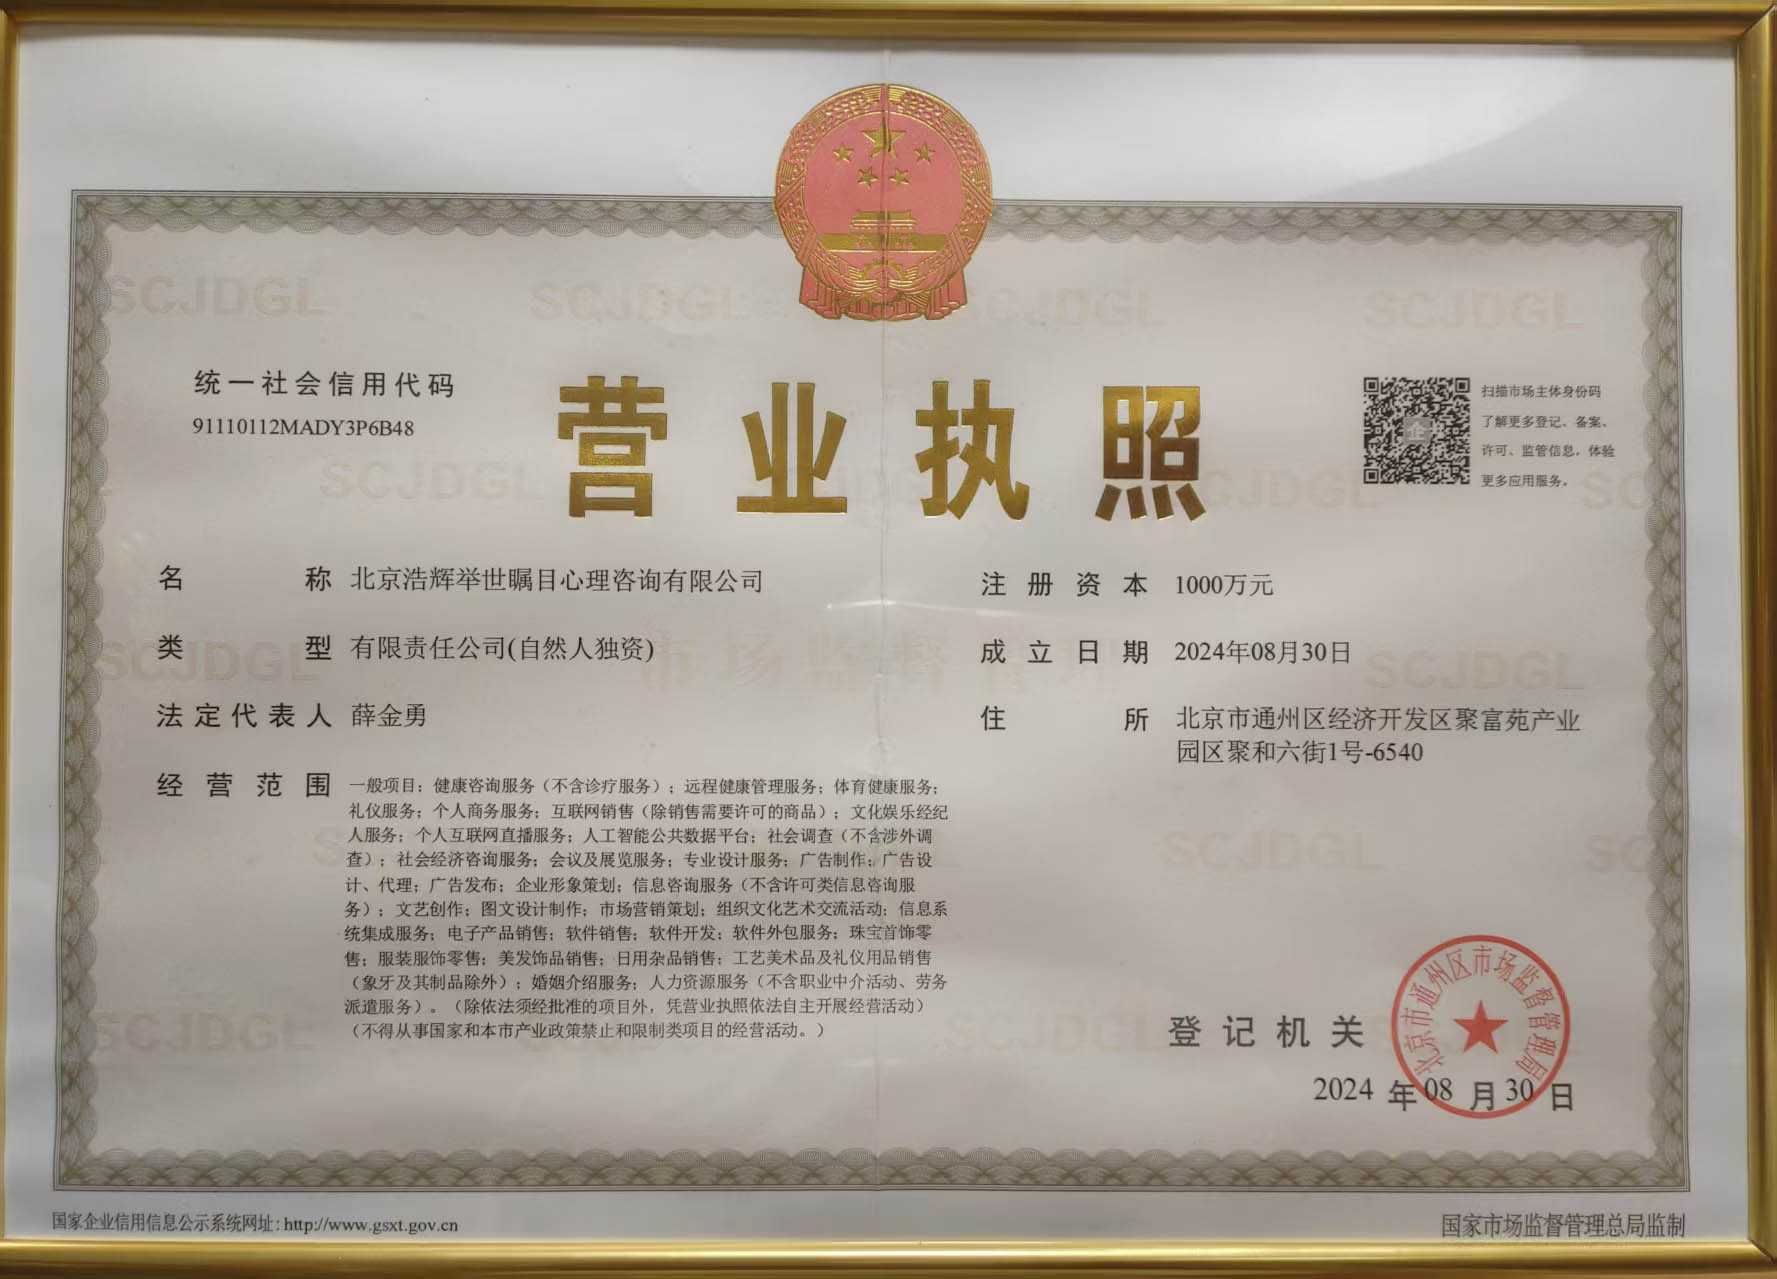 统一社会信用代码
91110112MADY3P6B48
营业执照
扫描市场主体身份码
了解更多登记、备案、
许可、监管信息，体验
更多应用服务。
名称 北京浩辉举世瞩目心理咨询有限公司
类型 有限责任公司(自然人独资)
法定代表人 薛金勇
经营范围 一般项目：健康咨询服务（不含诊疗服务）；远程健康管理服务；体育健康服务；
礼仪服务；个人商务服务；互联网销售（除销售需要许可的商品）；文化娱乐经纪
人服务；个人互联网直播服务；人工智能公共数据平台；社会调查（不含涉外调
查）；社会经济咨询服务；会议及展览服务；专业设计服务；广告制作；广告设
计、代理；广告发布；企业形象策划；信息咨询服务（不含许可类信息咨询服
务）；文艺创作；图文设计制作；市场营销策划；组织文化艺术交流活动；信息系
统集成服务；电子产品销售；软件销售；软件开发；软件外包服务；珠宝首饰零
售；服装服饰零售；美发饰品销售；日用杂品销售；工艺美术品及礼仪用品销售
（象牙及其制品除外）；婚姻介绍服务；人力资源服务（不含职业中介活动、劳务
派遣服务）。（除依法须经批准的项目外，凭营业执照依法自主开展经营活动）
（不得从事国家和本市产业政策禁止和限制类项目的经营活动。）
注册资本 1000万元
成立日期 2024年08月30日
住所 北京市通州区经济开发区聚富苑产业
园区聚和六街1号-6540
登记机关
北京市通州区市场监督管理局
2024年08月30日
国家企业信用信息公示系统网址:http://www.gsxt.gov.cn
国家市场监督管理总局监制
SCJDGL
市场监督管理
企